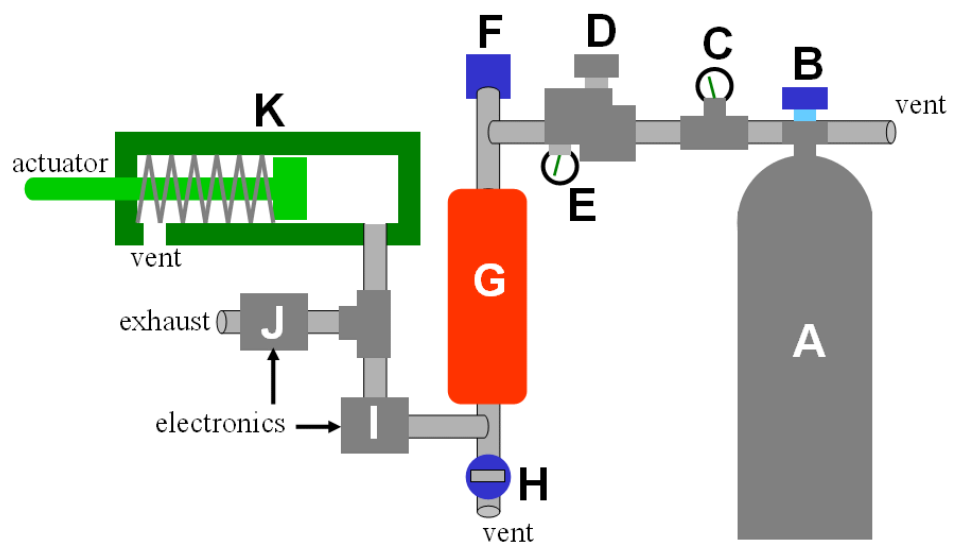 F
D
C
B
vent
K
actuator
E
vent
G
exhaust
J
A
electronics
I
H
vent